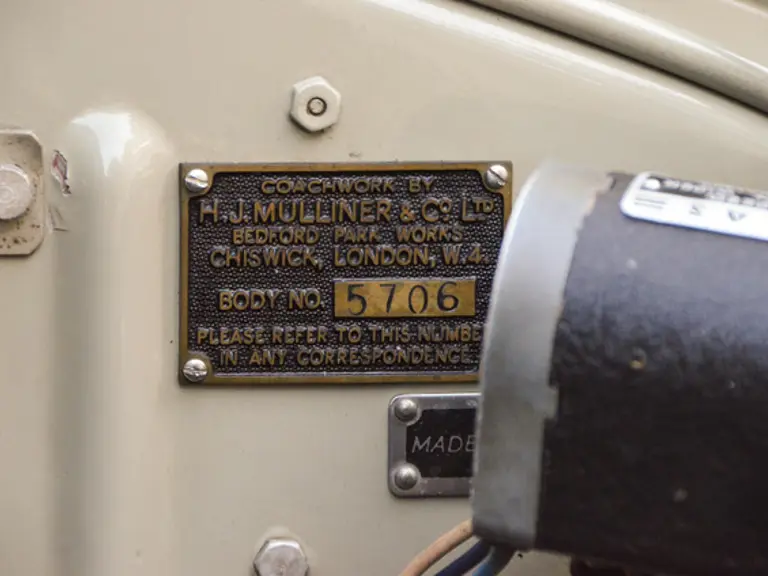 COACHWORK BY
H.J. MULLINER & Co. LTD
BEDFORD PARK WORKS.
CHISWICK, LONDON, W.4.
BODY NO. 5706
PLEASE REFER TO THIS NUMBE
IN ANY CORRESPONDENCE.
MADE